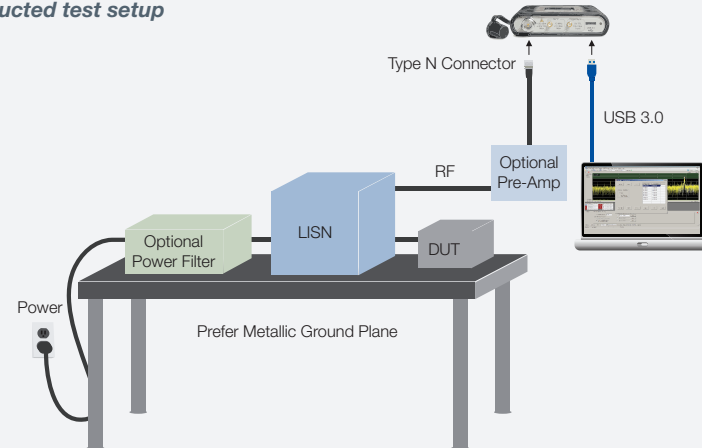 ucted test setup
Type N Connector
USB 3.0
RF
Optional
Pre-Amp
LISN
Optional
Power Filter
DUT
Power
Prefer Metallic Ground Plane